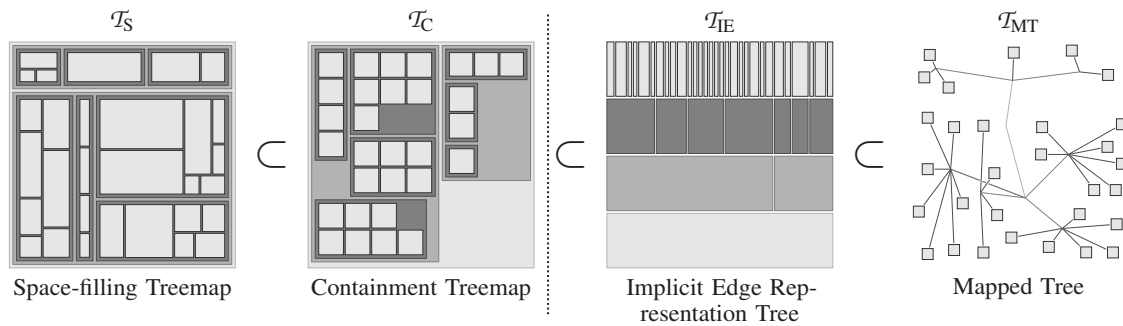 𝒯S 𝒯C 𝒯IE 𝒯MT
⊂ ⊂ ⊂
Space-filling Treemap Containment Treemap Implicit Edge Rep- Mapped Tree
resentation Tree